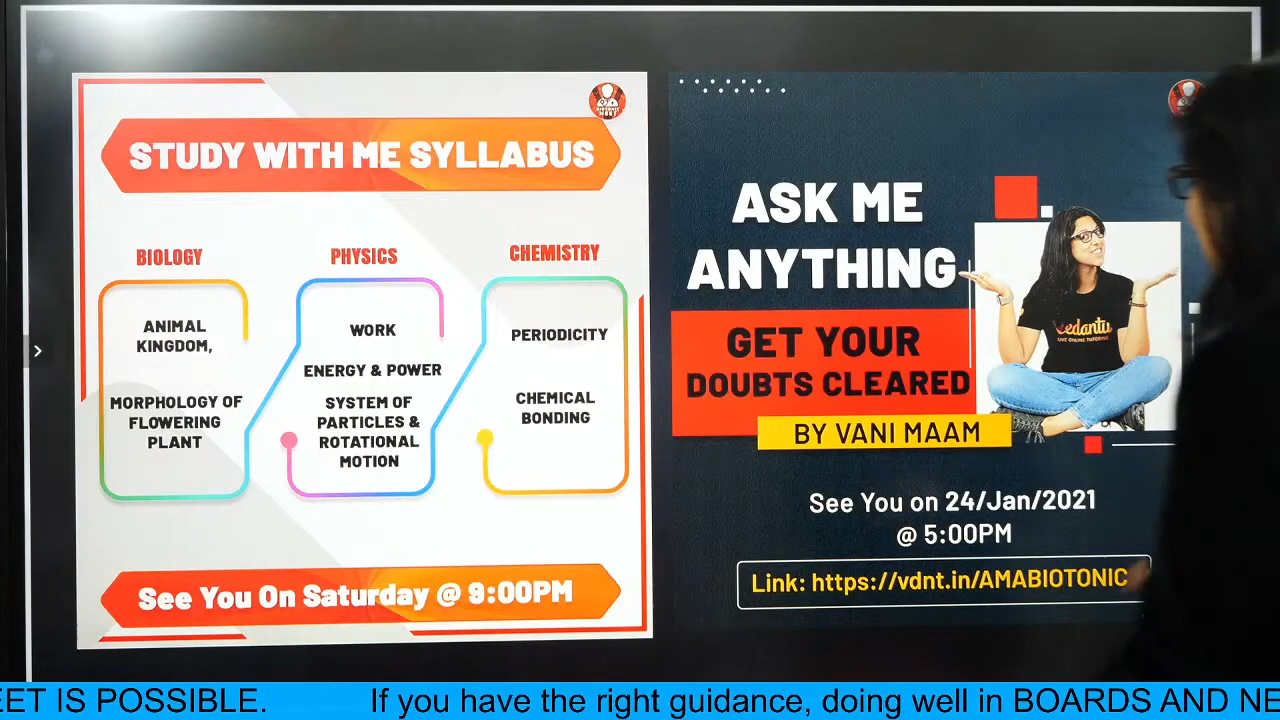 STUDY WITH ME SYLLABUS
BIOLOGY
ANIMAL
KINGDOM,
MORPHOLOGY OF
FLOWERING
PLANT
PHYSICS
WORK
ENERGY & POWER
SYSTEM OF
PARTICLES &
ROTATIONAL
MOTION
CHEMISTRY
PERIODICITY
CHEMICAL
BONDING
See You On Saturday @ 9:00PM
ASK ME
ANYTHING
GET YOUR
DOUBTS CLEARED
BY VANI MAAM
Vedantu
LIVE ONLINE TUTORING
See You on 24/Jan/2021
@ 5:00PM
Link: https://vdnt.in/AMABIOTONIC
EET IS POSSIBLE. If you have the right guidance, doing well in BOARDS AND NE